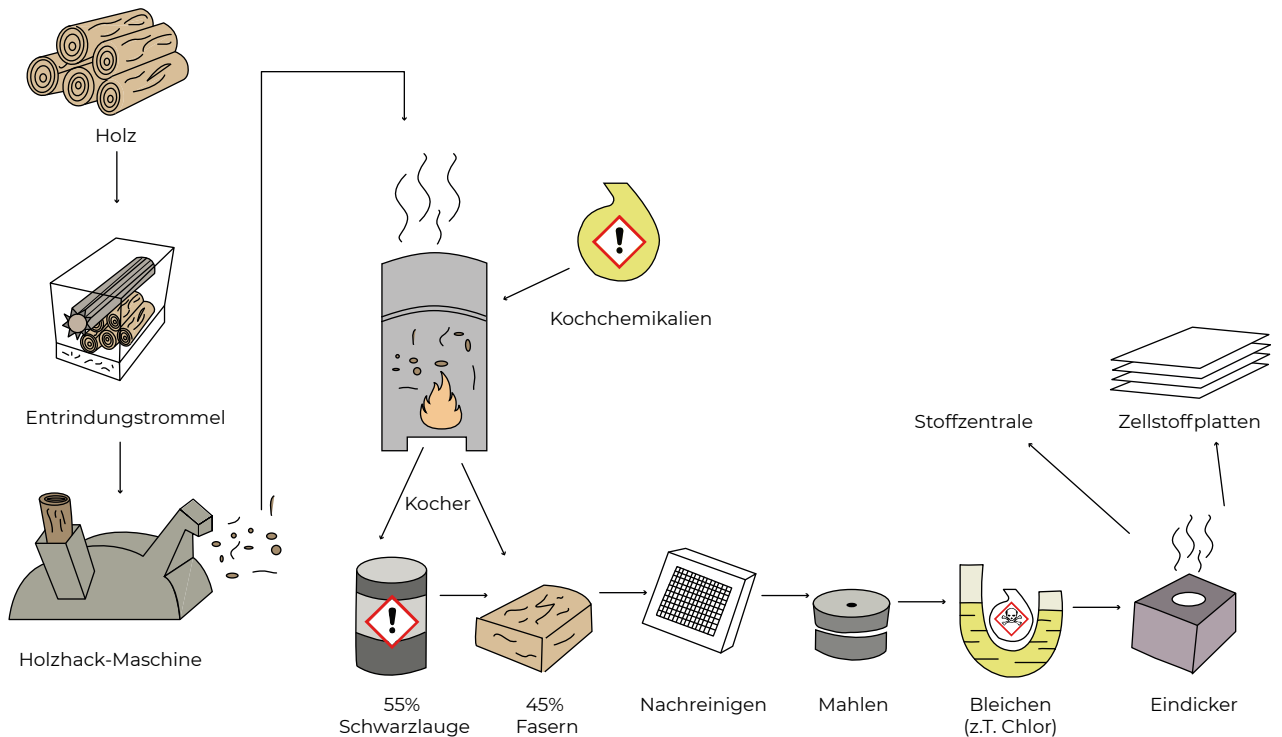 Holz
Entrindungstrommel
Holzhack-Maschine
Kochchemikalien
Kocher
55%
Schwarzlauge
45%
Fasern
Nachreinigen
Mahlen
Bleichen
(z.T. Chlor)
Eindicker
Stoffzentrale
Zellstoffplatten